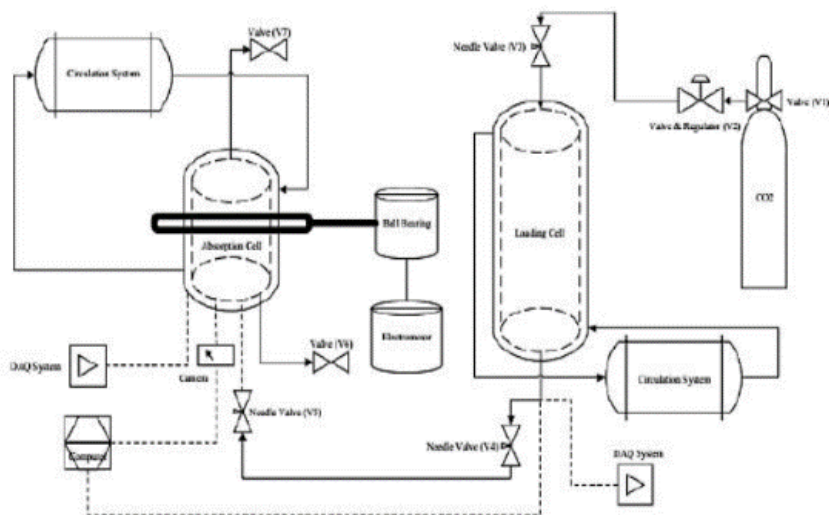 Valve (V7)
Circulation System
Needle Valve (V3)
Valve (V1)
Valve & Regulator (V2)
CO2
Ball Bearing
Loading Cell
Absorption Cell
Electromotor
Valve (V6)
DAQ System
Camera
Circulation System
Needle Valve (V5)
Needle Valve (V4)
Computer
DAQ System